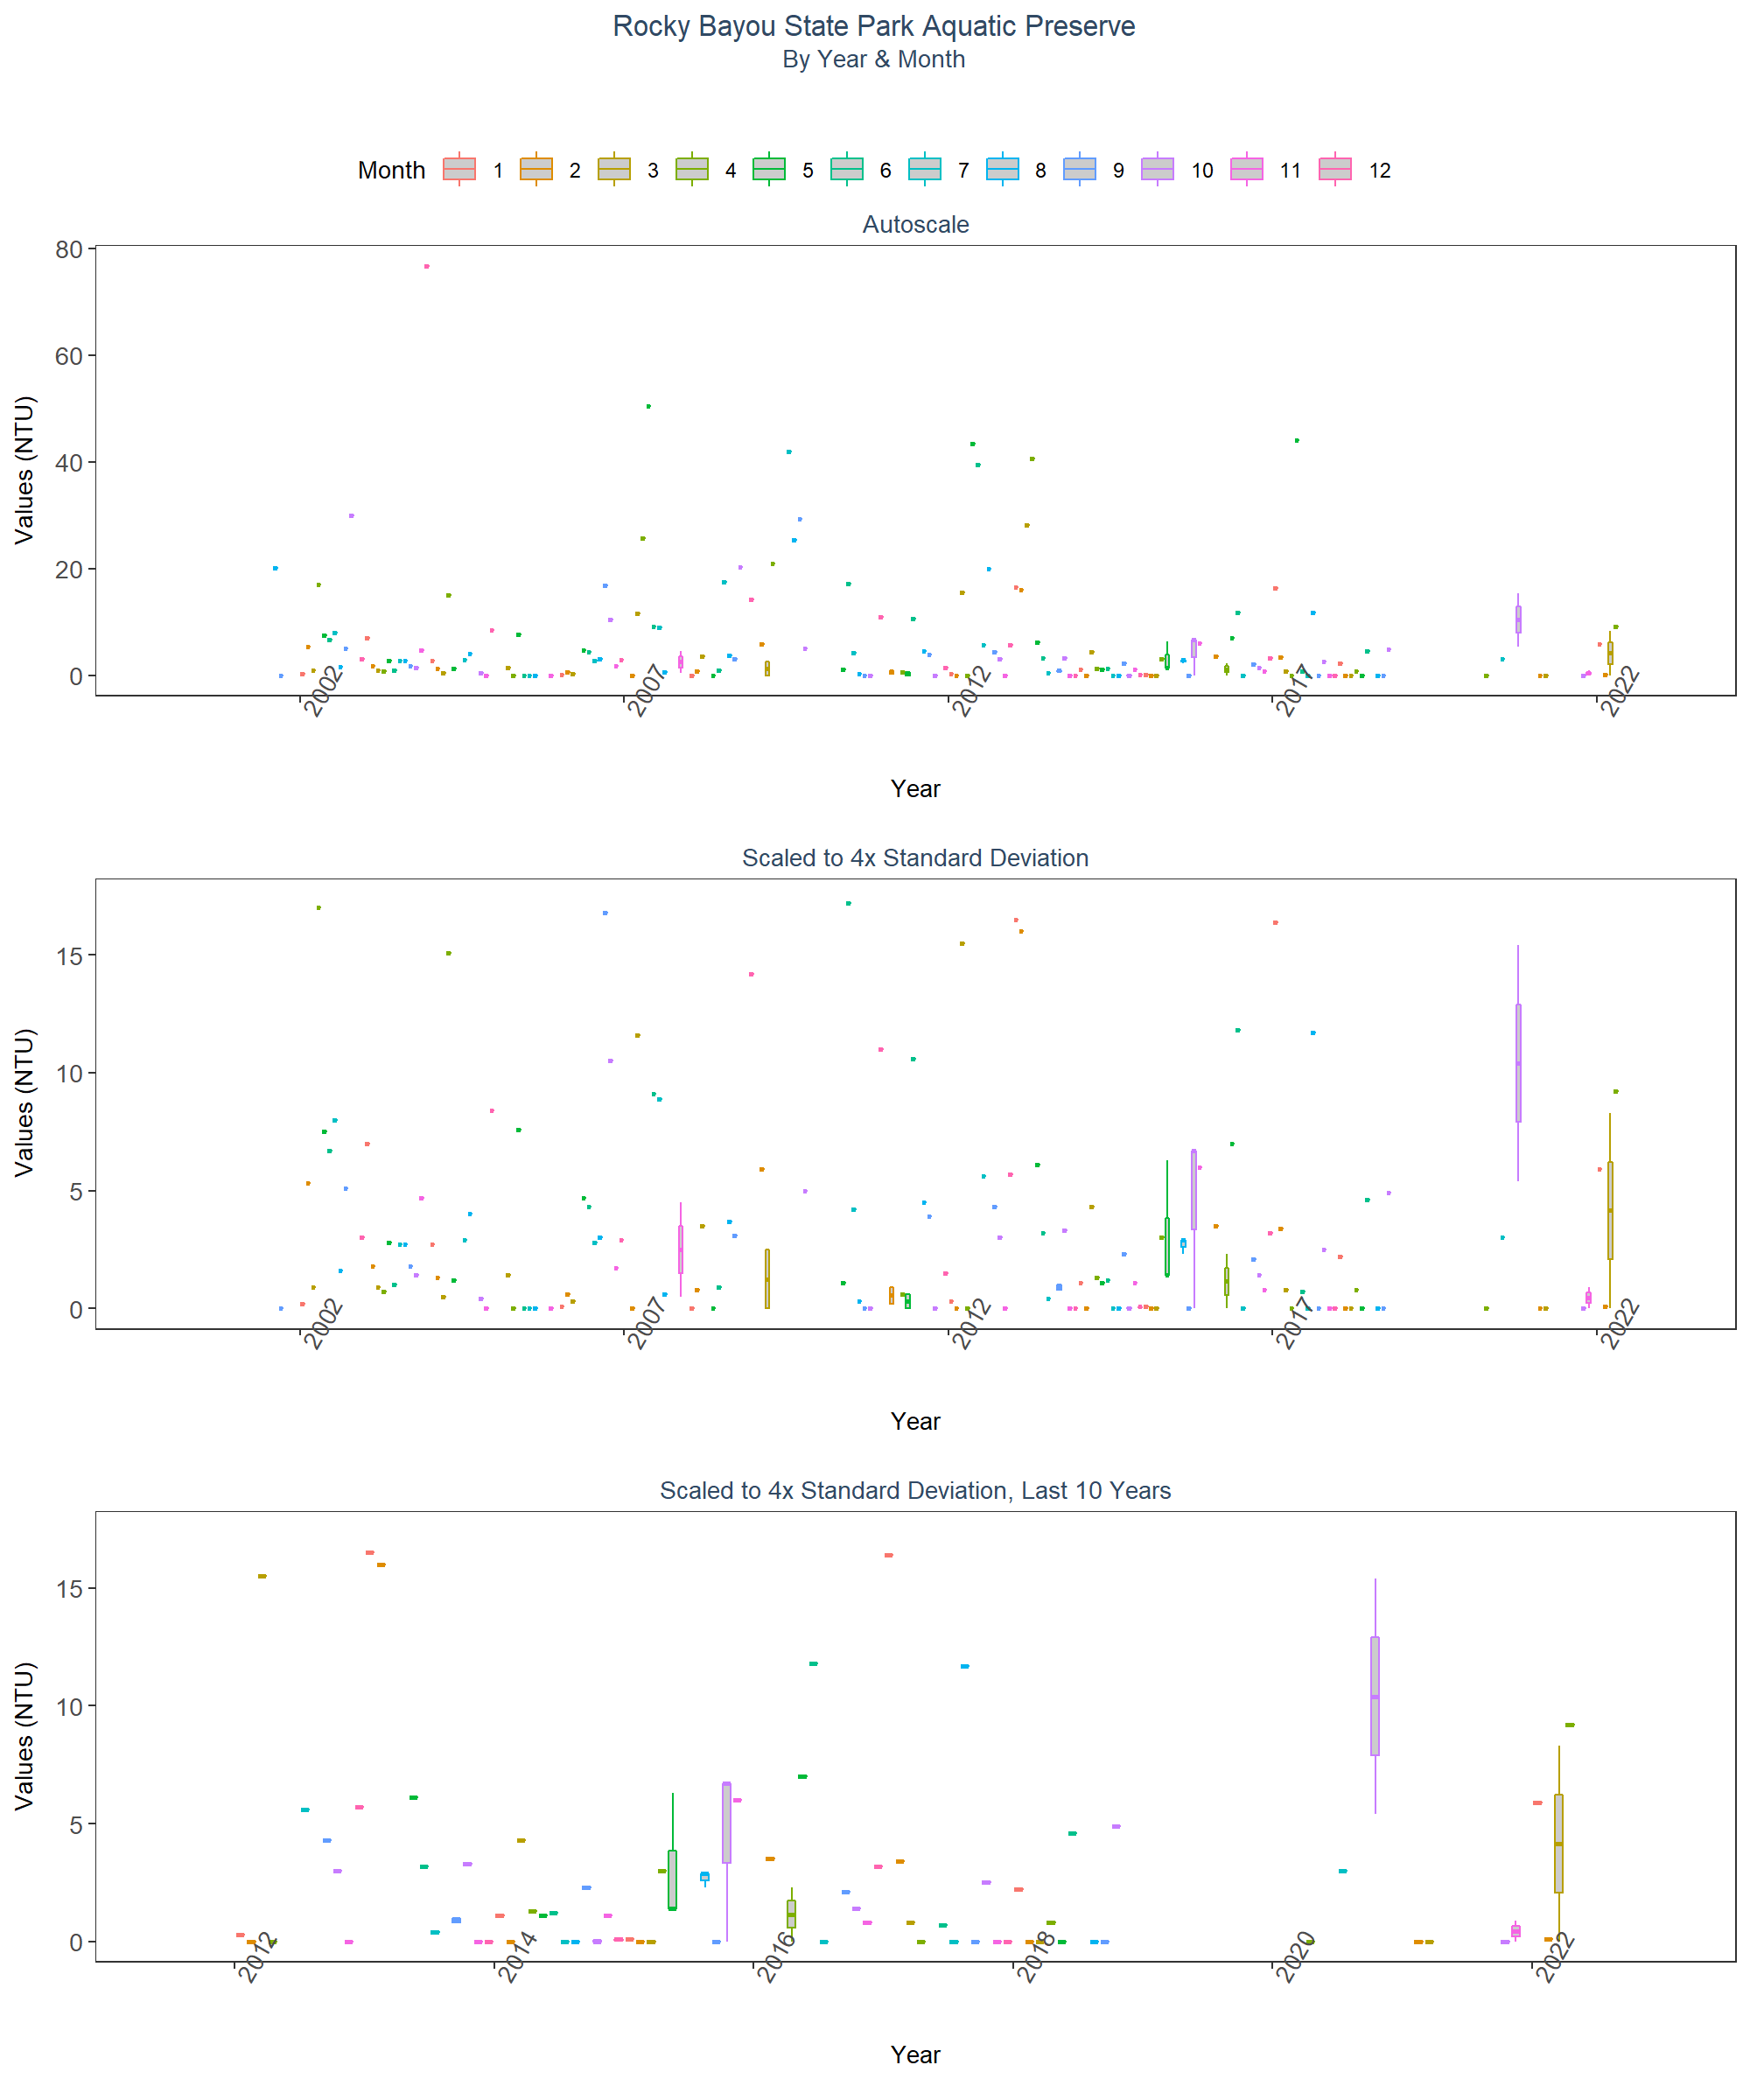 Rocky Bayou State Park Aquatic Preserve
By Year & Month
Month 1 2 3 4 5 6 7 8 9 10 11 12
Autoscale
80
60
40
20
0
Values (NTU)
2002 2007 2012 2017 2022
Year
Scaled to 4x Standard Deviation
15
10
5
0
Values (NTU)
2002 2007 2012 2017 2022
Year
Scaled to 4x Standard Deviation, Last 10 Years
15
10
5
0
Values (NTU)
2012 2014 2016 2018 2020 2022
Year